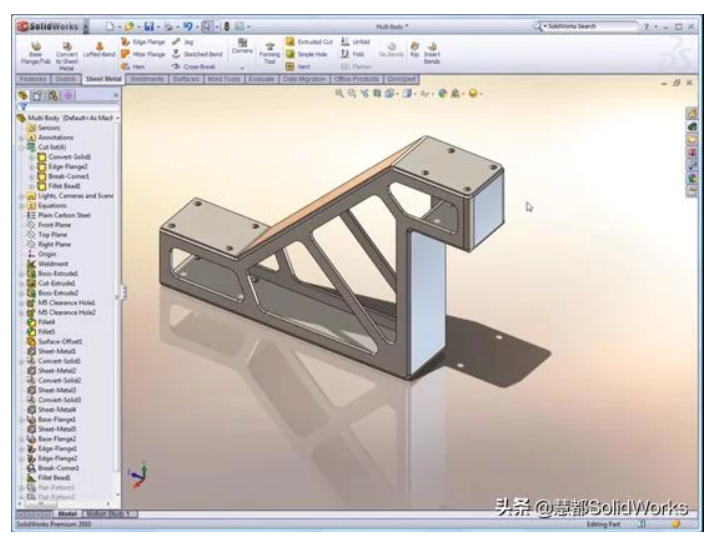 SolidWorks
Multi Body *
SolidWorks Search
Base Flange/Tab
Convert to Sheet Metal
Lofted-Bend
Edge Flange
Miter Flange
Hem
Jog
Sketched Bend
Cross-Break
Corners
Forming Tool
Extruded Cut
Simple Hole
Vent
Unfold
Fold
Flatten
No Bends
Rip
Insert Bends
Features Sketch Sheet Metal Weldments Surfaces Mold Tools Evaluate Data Migration Office Products DimXpert
Multi Body (Default<As Mach
Sensors
Annotations
Cut list(4)
Convert-Solid1
Edge-Flange2
Break-Corner1
Fillet Bead1
Lights, Cameras and Scene
Equations
Plain Carbon Steel
Front Plane
Top Plane
Right Plane
Origin
Weldment
Boss-Extrude1
Cut-Extrude1
Boss-Extrude2
M5 Clearance Hole1
M5 Clearance Hole2
Fillet4
Fillet5
Surface-Offset1
Sheet-Metal1
Convert-Solid1
Sheet-Metal2
Convert-Solid2
Sheet-Metal3
Convert-Solid3
Sheet-Metal4
Base-Flange1
Sheet-Metal5
Base-Flange2
Edge-Flange1
Edge-Flange2
Break-Corner1
Fillet Bead1
Flat-Pattern1
Flat-Pattern2
Model Motion Study 1
SolidWorks Premium 2010
Editing Part
头条 @慧都SolidWorks